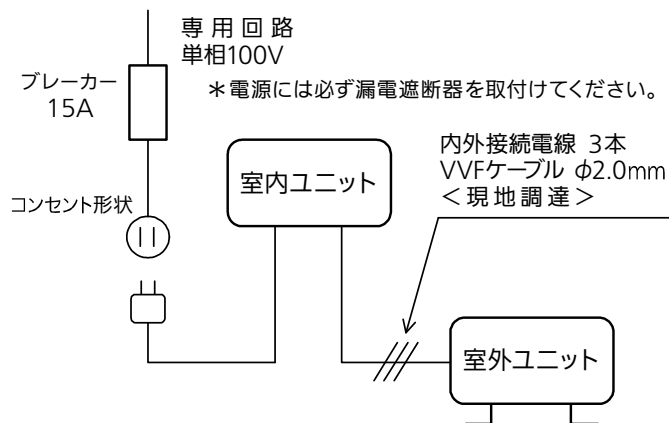 専用回路
単相100V
ブレーカー
15A
＊電源には必ず漏電遮断器を取付けてください。
内外接続電線 3本
VVFケーブル φ2.0mm
＜現地調達＞
室内ユニット
コンセント形状
室外ユニット